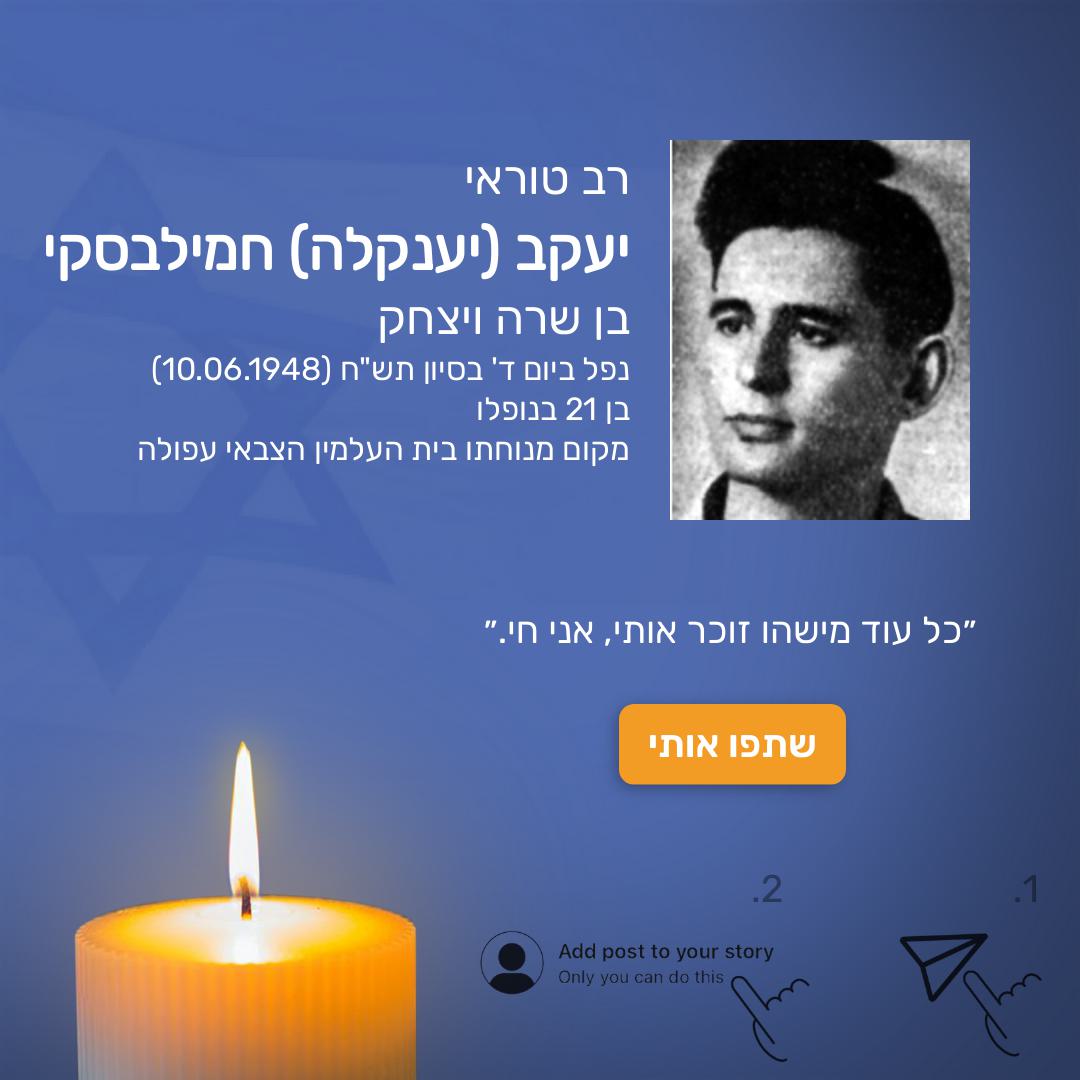 רב טוראי
יעקב (יענקלה) חמילבסקי
בן שרה ויצחק
נפל ביום ד' בסיון תש"ח (10.06.1948)
בן 21 בנופלו
מקום מנוחתו בית העלמין הצבאי עפולה
״כל עוד מישהו זוכר אותי, אני חי.״
שתפו אותי
1.
2.
Add post to your story
Only you can do this